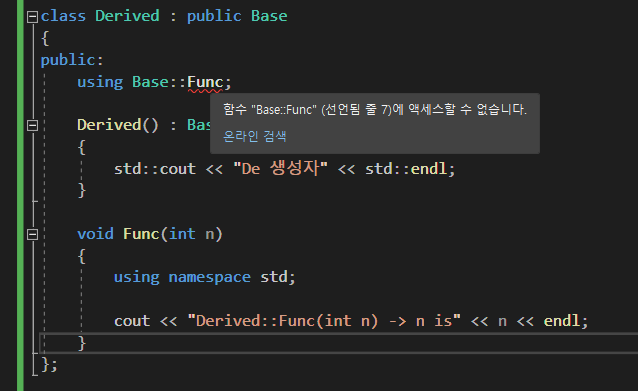 class Derived : public Base
{
public:
using Base::Func;
함수 "Base::Func" (선언됨 줄 7)에 액세스할 수 없습니다.
온라인 검색
Derived() : Ba
{
std::cout << "De 생성자" << std::endl;
}
void Func(int n)
{
using namespace std;
cout << "Derived::Func(int n) -> n is" << n << endl;
}
};